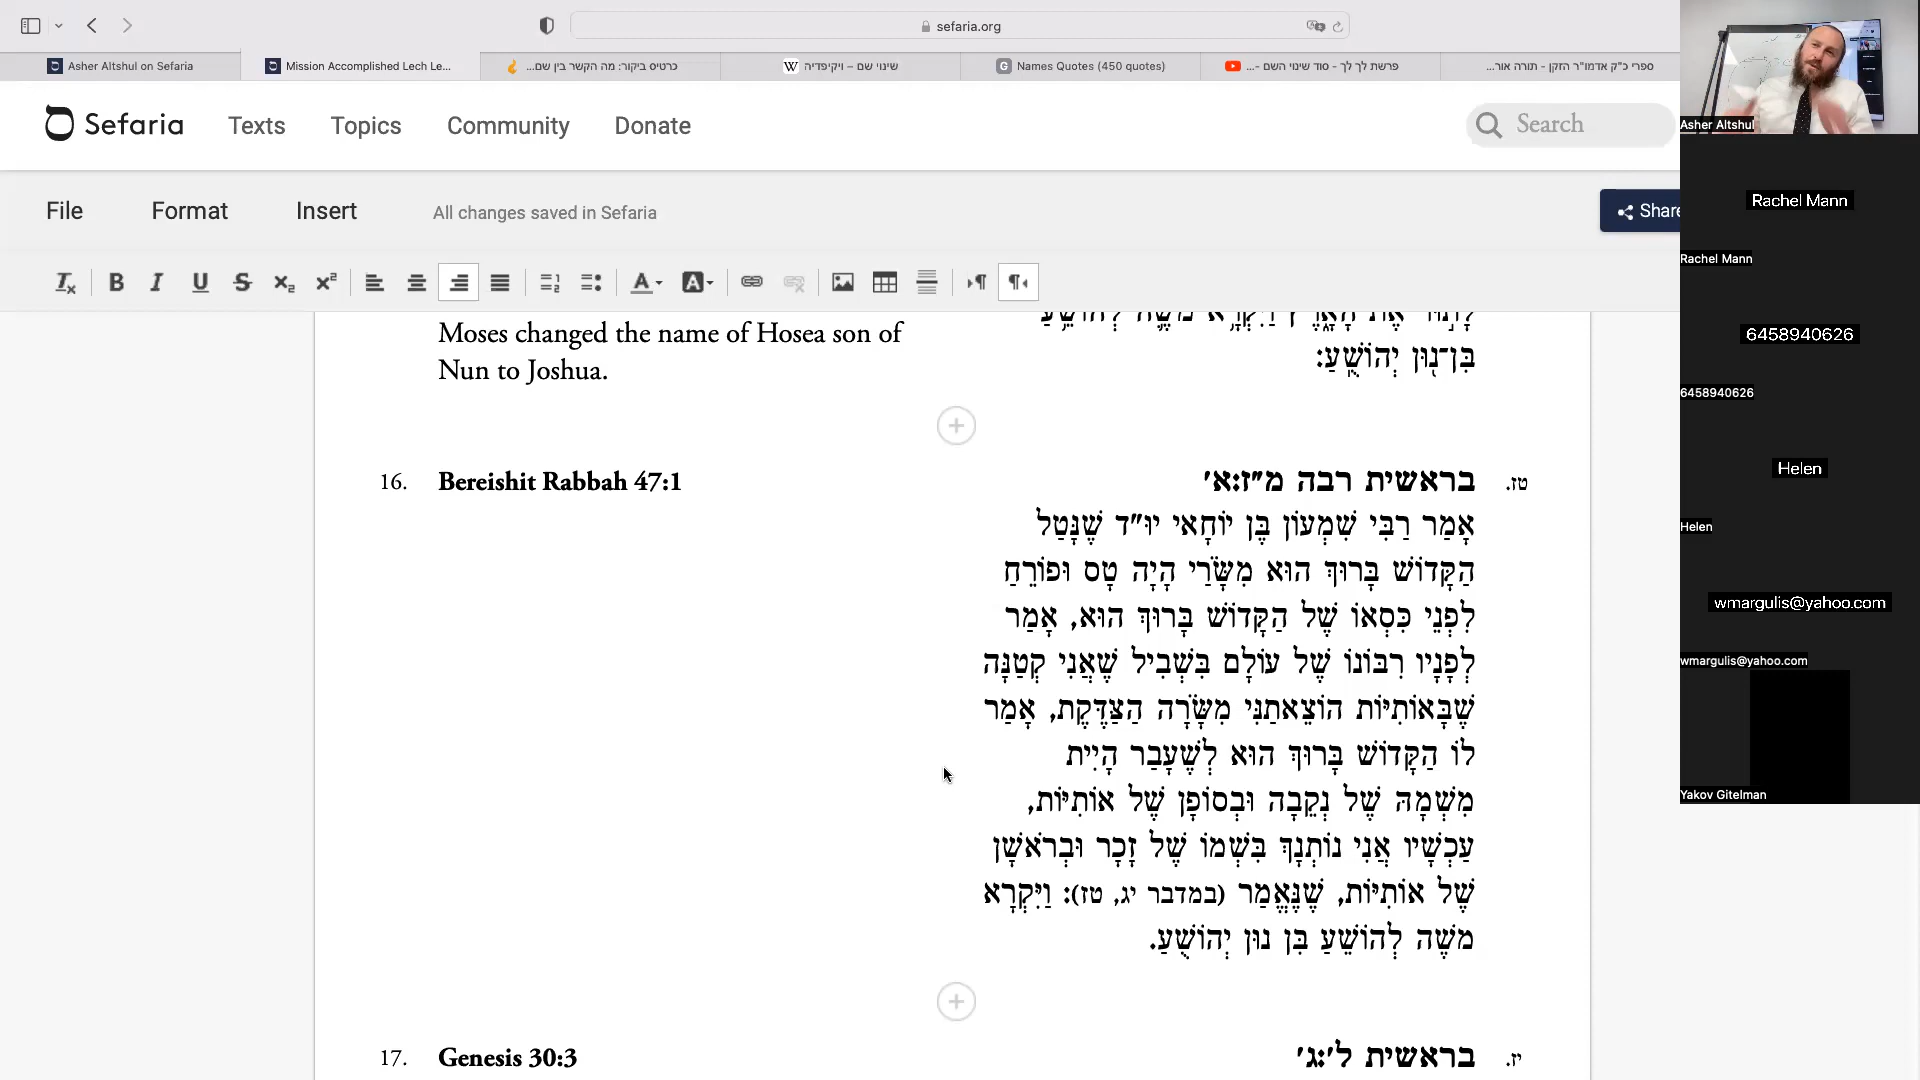 sefaria.org
Asher Altshul on Sefaria
Mission Accomplished Lech Le...
כרטיס ביקור: מה הקשר בין שם...
שינוי שם – ויקיפדיה
Names Quotes (450 quotes)
פרשת לך לך - סוד שינוי השם -...
ספרי כ"ק אדמו"ר הזקן - תורה אור...
Sefaria
Texts
Topics
Community
Donate
Search
File
Format
Insert
All changes saved in Sefaria
Share
Moses changed the name of Hosea son of
Nun to Joshua.
לָת֣וּר אֶת הָאָ֑רֶץ וַיִּקְרָ֥א מֹשֶׁ֛ה לְהוֹשֵׁ֥עַ
בִּן־נ֖וּן יְהוֹשֻֽׁעַ׃
16. Bereishit Rabbah 47:1
טז. בראשית רבה מ״ז:א׳
אָמַר רַבִּי שִׁמְעוֹן בֶּן יוֹחָאי יוּ"ד שֶׁנָּטַל
הַקָּדוֹשׁ בָּרוּךְ הוּא מִשָּׂרַי הָיָה טָס וּפוֹרֵחַ
לִפְנֵי כִּסְאוֹ שֶׁל הַקָּדוֹשׁ בָּרוּךְ הוּא, אָמַר
לְפָנָיו רִבּוֹנוֹ שֶׁל עוֹלָם בִּשְׁבִיל שֶׁאֲנִי קְטַנָּה
שֶׁבָּאוֹתִיּוֹת הוֹצֵאתַנִּי מִשָּׂרָה הַצַּדֶּקֶת, אָמַר
לוֹ הַקָּדוֹשׁ בָּרוּךְ הוּא לְשֶׁעָבַר הָיִית
מִשְּׁמָהּ שֶׁל נְקֵבָה וּבְסוֹפָן שֶׁל אוֹתִיּוֹת,
עַכְשָׁיו אֲנִי נוֹתְנָךְ בִּשְׁמוֹ שֶׁל זָכָר וּבְרֹאשָׁן
שֶׁל אוֹתִיּוֹת, שֶׁנֶּאֱמַר (במדבר יג, טז): וַיִּקְרָא
משֶׁה לְהוֹשֵׁעַ בִּן נוּן יְהוֹשֻׁעַ.
17. Genesis 30:3
יז. בראשית ל׳:ג׳
Asher Altshul
Rachel Mann
Rachel Mann
6458940626
6458940626
Helen
Helen
wmargulis@yahoo.com
wmargulis@yahoo.com
Yakov Gitelman